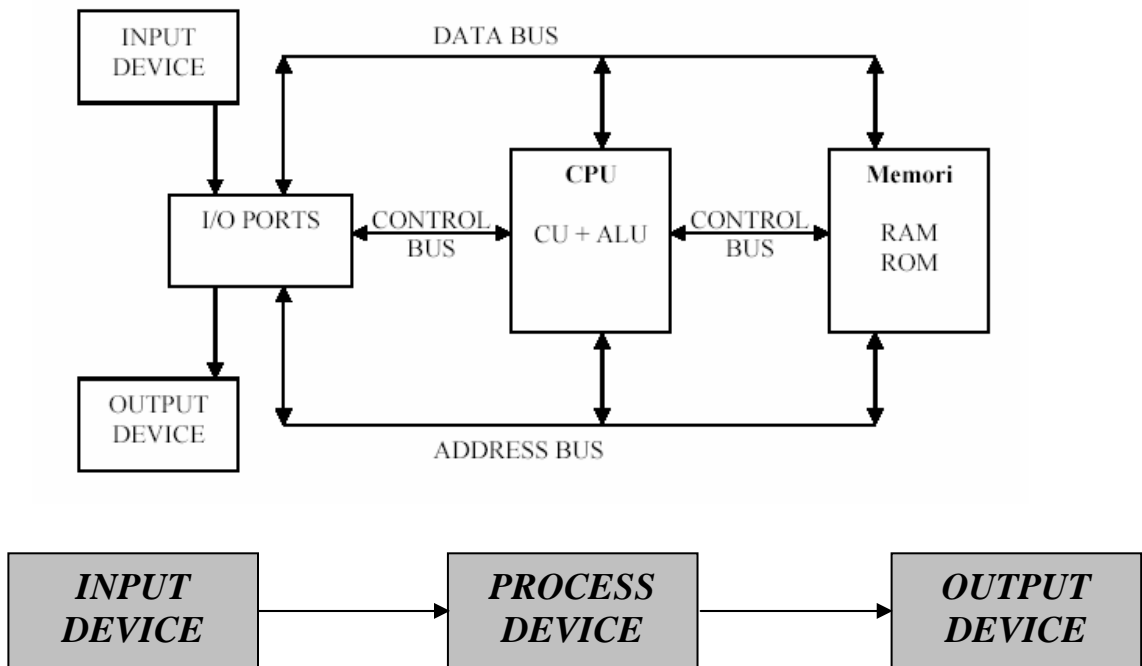 INPUT
DEVICE
DATA BUS
I/O PORTS
CONTROL
BUS
CPU
CU + ALU
CONTROL
BUS
Memori
RAM
ROM
OUTPUT
DEVICE
ADDRESS BUS
INPUT
DEVICE
PROCESS
DEVICE
OUTPUT
DEVICE